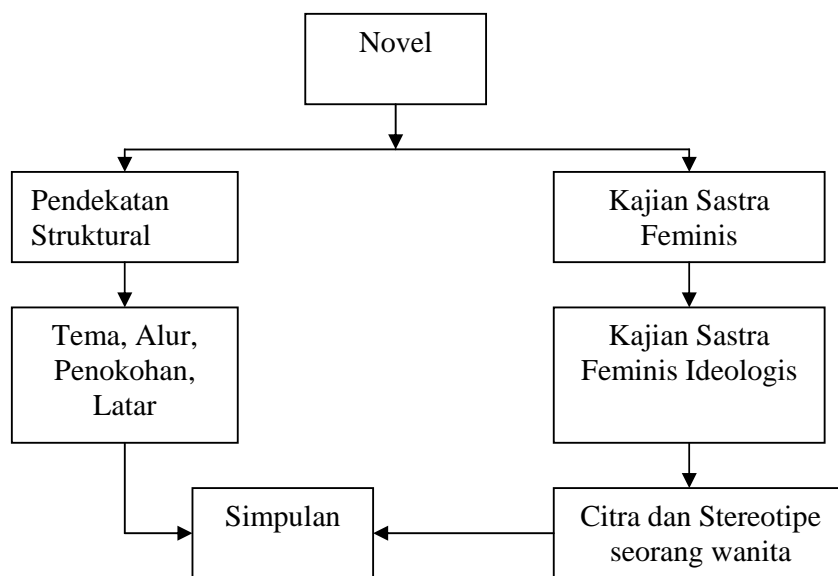 Novel
Pendekatan
Struktural
Kajian Sastra
Feminis
Tema, Alur,
Penokohan,
Latar
Kajian Sastra
Feminis Ideologis
Simpulan
Citra dan Stereotipe
seorang wanita